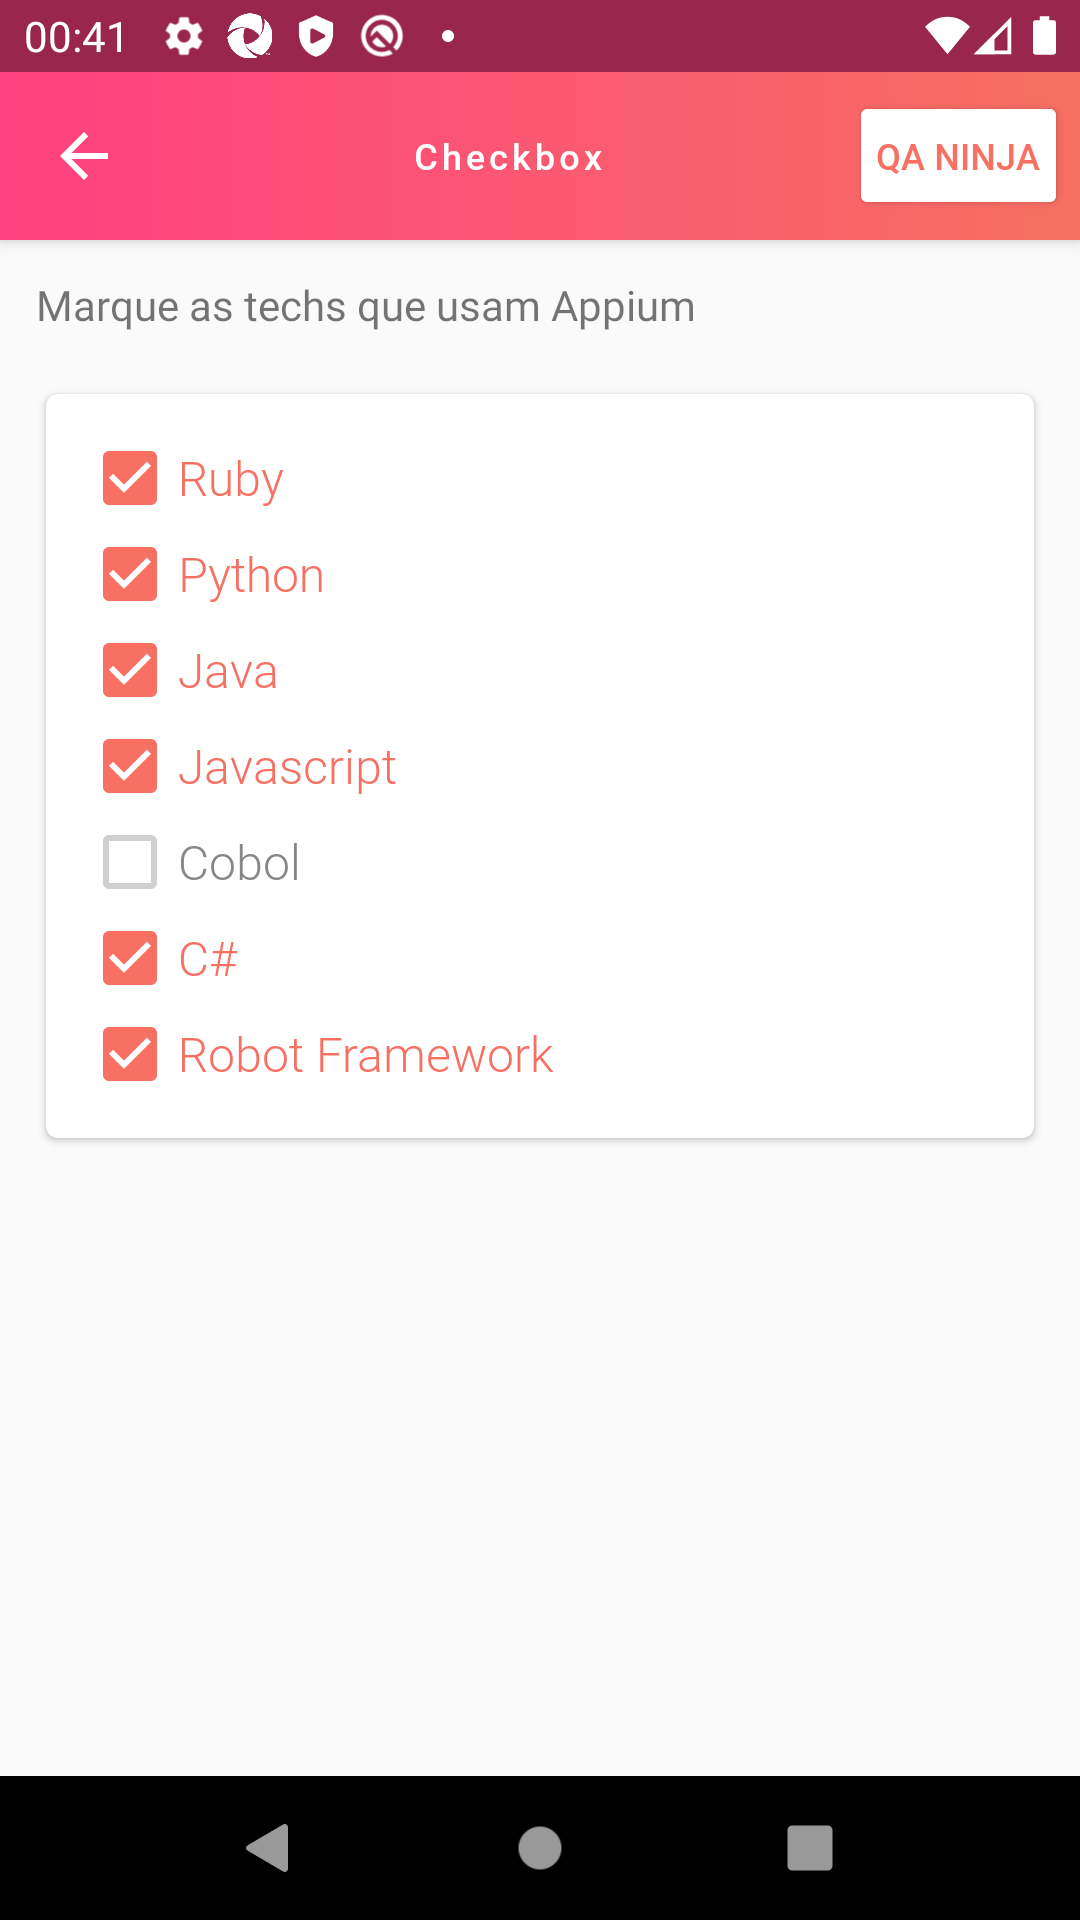 00:41
Checkbox
QA NINJA
Marque as techs que usam Appium
Ruby
Python
Java
Javascript
Cobol
C#
Robot Framework